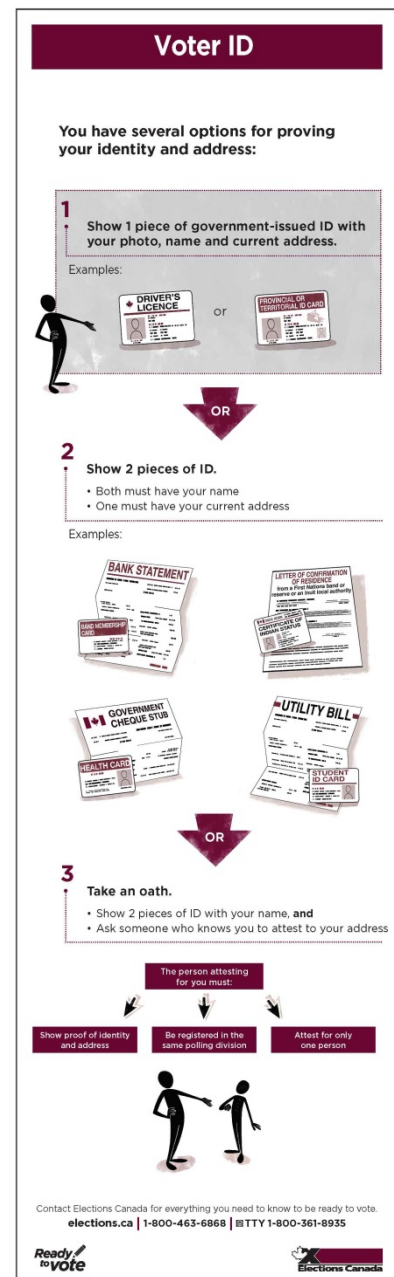 Voter ID
You have several options for proving
your identity and address:
1
Show 1 piece of government-issued ID with
your photo, name and current address.
Examples:
DRIVER'S
LICENCE
or
PROVINCIAL OR
TERRITORIAL ID CARD
OR
2
Show 2 pieces of ID.
• Both must have your name
• One must have your current address
Examples:
BANK STATEMENT
BAND MEMBERSHIP
CARD
LETTER OF CONFIRMATION
OF RESIDENCE
from a First Nations band or
reserve or an Inuit local authority
CERTIFICATE OF
INDIAN STATUS
GOVERNMENT
CHEQUE STUB
HEALTH CARD
UTILITY BILL
STUDENT
ID CARD
OR
3
Take an oath.
• Show 2 pieces of ID with your name, and
• Ask someone who knows you to attest to your address
The person attesting
for you must:
Show proof of identity
and address
Be registered in the
same polling division
Attest for only
one person
Contact Elections Canada for everything you need to know to be ready to vote.
elections.ca | 1-800-463-6868 | TTY 1-800-361-8935
Ready
to vote
Elections Canada